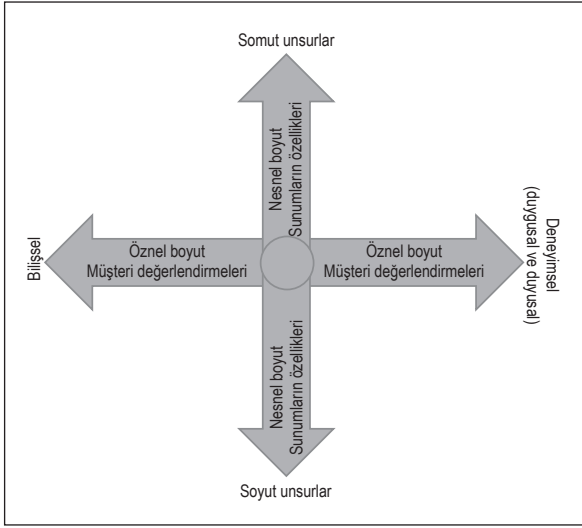 Somut unsurlar
Nesnel boyut
Sunumların özellikleri
Bilişsel
Öznel boyut
Müşteri değerlendirmeleri
Öznel boyut
Müşteri değerlendirmeleri
Deneyimsel
(duygusal ve duyusal)
Nesnel boyut
Sunumların özellikleri
Soyut unsurlar